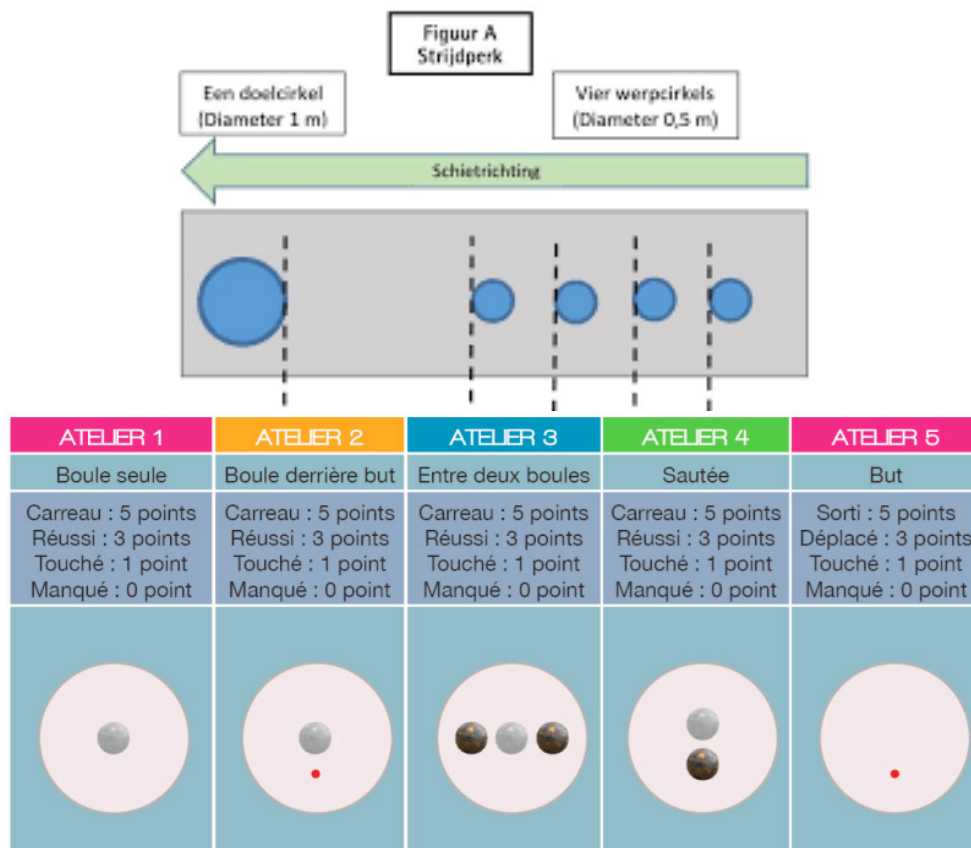 Figuur A
Strijdperk
Een doelcirkel
(Diameter 1 m)
Vier werpcirkels
(Diameter 0,5 m)
Schietrichting
ATELIER 1
Boule seule
Carreau : 5 points
Réussi : 3 points
Touché : 1 point
Manqué : 0 point
ATELIER 2
Boule derrière but
Carreau : 5 points
Réussi : 3 points
Touché : 1 point
Manqué : 0 point
ATELIER 3
Entre deux boules
Carreau : 5 points
Réussi : 3 points
Touché : 1 point
Manqué : 0 point
ATELIER 4
Sautée
Carreau : 5 points
Réussi : 3 points
Touché : 1 point
Manqué : 0 point
ATELIER 5
But
Sorti : 5 points
Déplacé : 3 points
Touché : 1 point
Manqué : 0 point